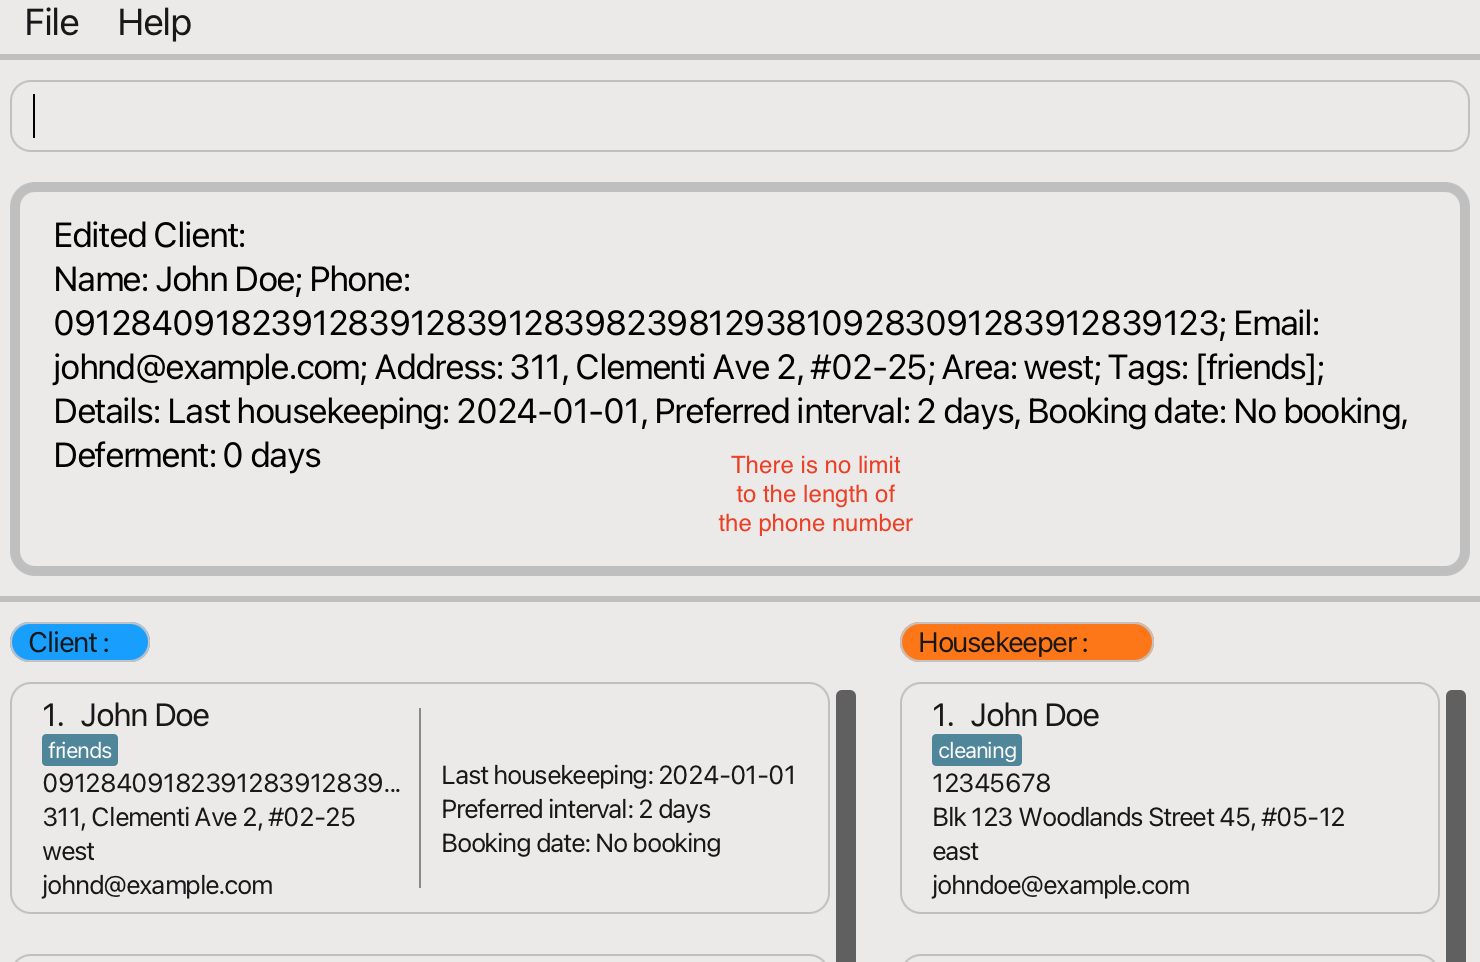 File Help
Edited Client:
Name: John Doe; Phone:
09128409182391283912839128398239812938109283091283912839123; Email:
johnd@example.com; Address: 311, Clementi Ave 2, #02-25; Area: west; Tags: [friends];
Details: Last housekeeping: 2024-01-01, Preferred interval: 2 days, Booking date: No booking,
Deferment: 0 days
There is no limit
to the length of
the phone number
Client :
1. John Doe
friends
09128409182391283912839...
311, Clementi Ave 2, #02-25
west
johnd@example.com
Last housekeeping: 2024-01-01
Preferred interval: 2 days
Booking date: No booking
Housekeeper :
1. John Doe
cleaning
12345678
Blk 123 Woodlands Street 45, #05-12
east
johndoe@example.com